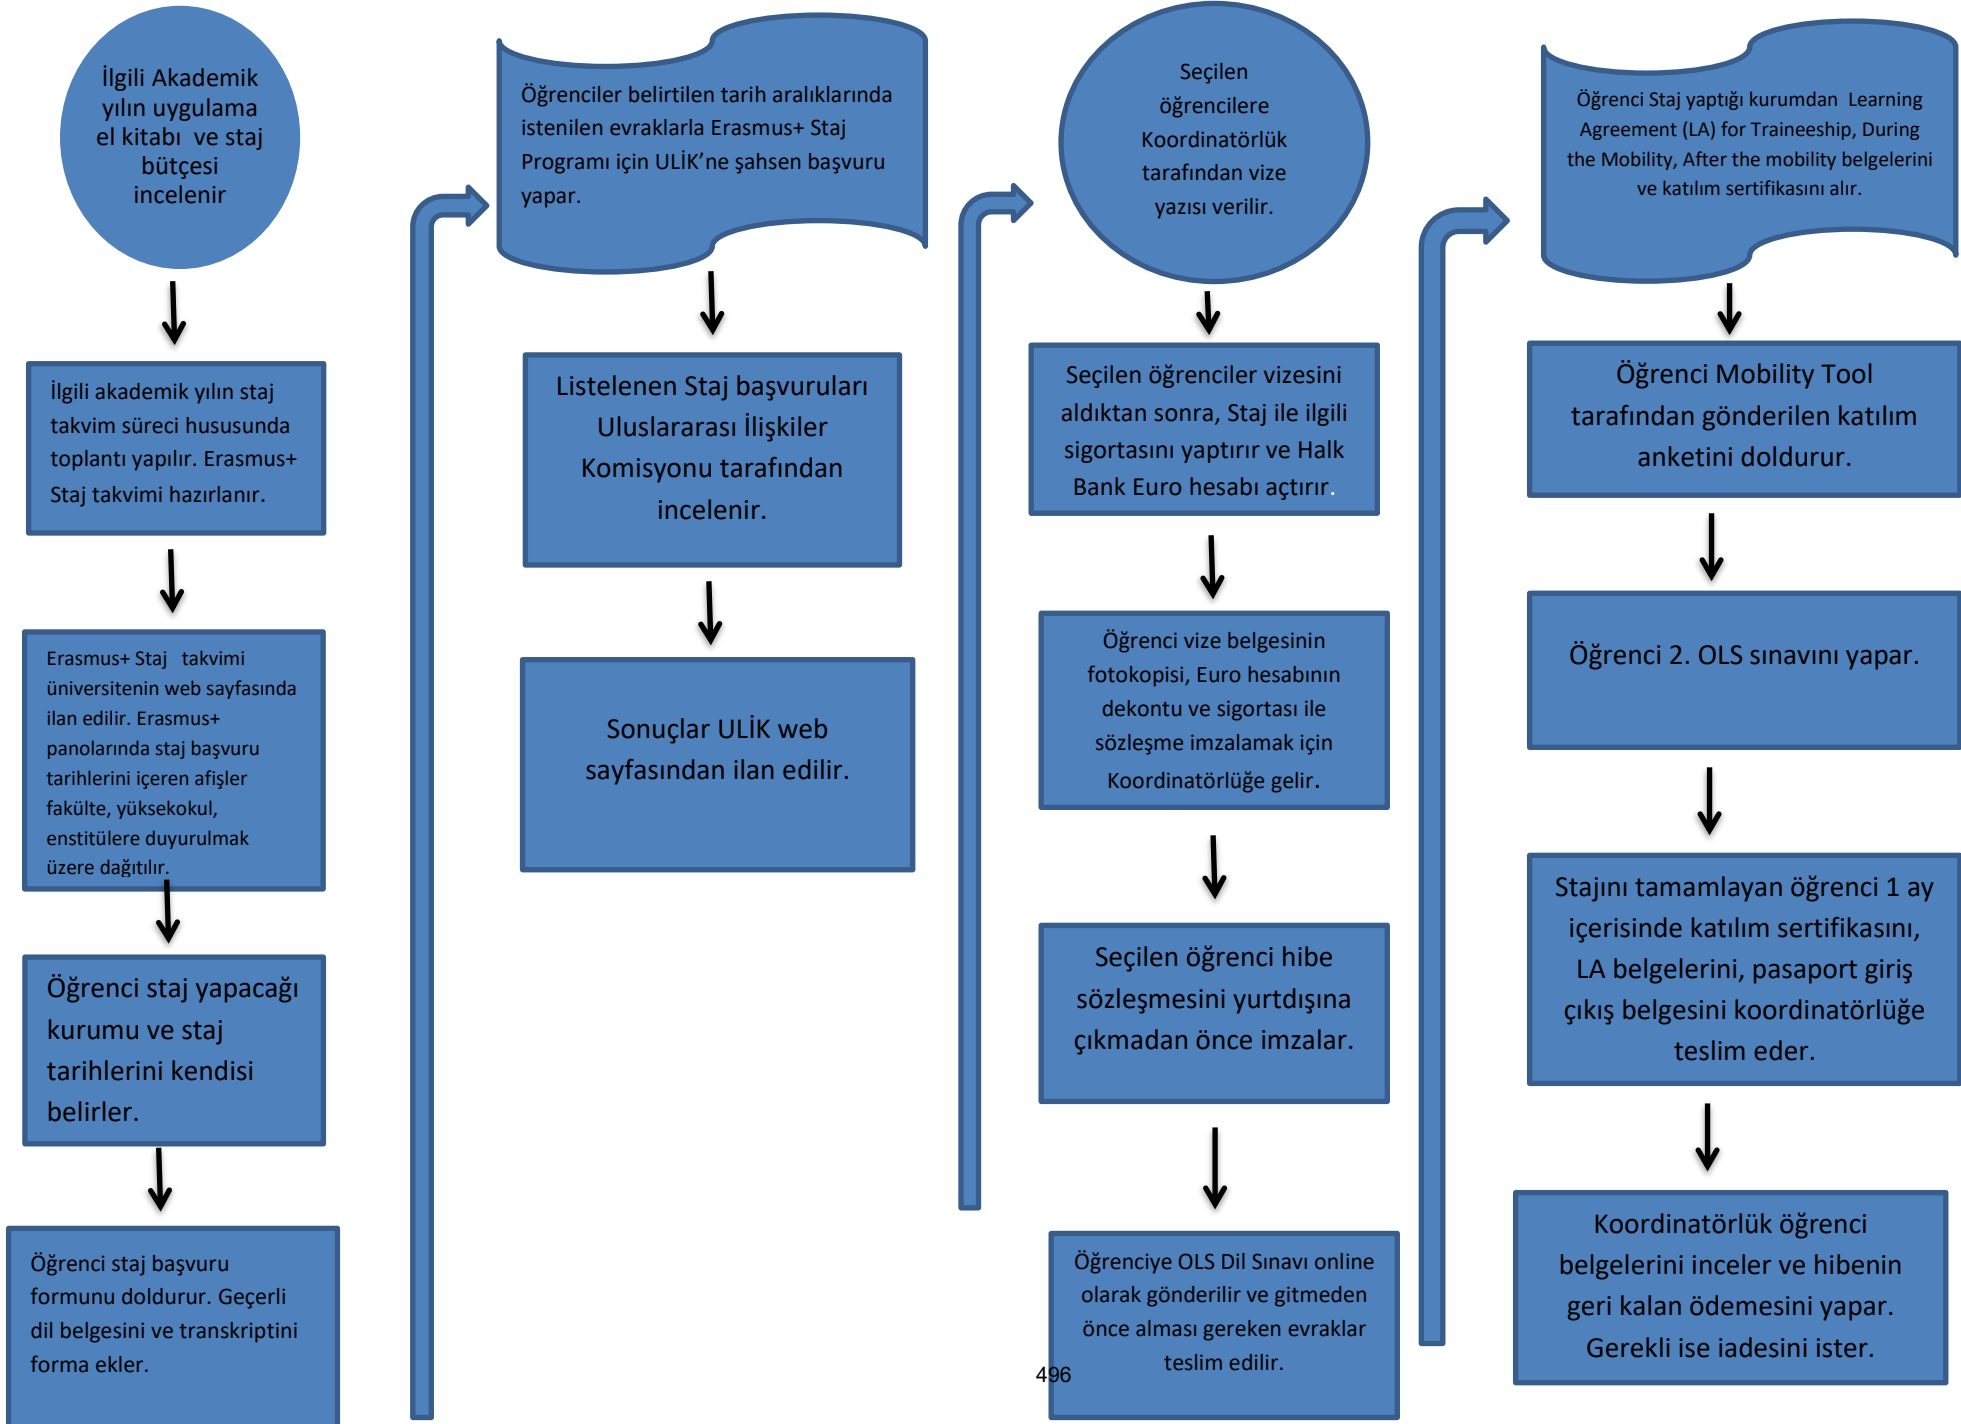 İlgili Akademik
yılın uygulama
el kitabı ve staj
bütçesi
incelenir
İlgili akademik yılın staj
takvim süreci hususunda
toplantı yapılır. Erasmus+
Staj takvimi hazırlanır.
Erasmus+ Staj takvimi
üniversitenin web sayfasında
ilan edilir. Erasmus+
panolarında staj başvuru
tarihlerini içeren afişler
fakülte, yüksekokul,
enstitülere duyurulmak
üzere dağıtılır.
Öğrenci staj yapacağı
kurumu ve staj
tarihlerini kendisi
belirler.
Öğrenci staj başvuru
formunu doldurur. Geçerli
dil belgesini ve transkriptini
forma ekler.
Öğrenciler belirtilen tarih aralıklarında
istenilen evraklarla Erasmus+ Staj
Programı için ULİK’ne şahsen başvuru
yapar.
Listelenen Staj başvuruları
Uluslararası İlişkiler
Komisyonu tarafından
incelenir.
Sonuçlar ULİK web
sayfasından ilan edilir.
Seçilen
öğrencilere
Koordinatörlük
tarafından vize
yazısı verilir.
Seçilen öğrenciler vizesini
aldıktan sonra, Staj ile ilgili
sigortasını yaptırır ve Halk
Bank Euro hesabı açtırır.
Öğrenci vize belgesinin
fotokopisi, Euro hesabının
dekontu ve sigortası ile
sözleşme imzalamak için
Koordinatörlüğe gelir.
Seçilen öğrenci hibe
sözleşmesini yurtdışına
çıkmadan önce imzalar.
Öğrenciye OLS Dil Sınavı online
olarak gönderilir ve gitmeden
önce alması gereken evraklar
teslim edilir.
Öğrenci Staj yaptığı kurumdan Learning
Agreement (LA) for Traineeship, During
the Mobility, After the mobility belgelerini
ve katılım sertifikasını alır.
Öğrenci Mobility Tool
tarafından gönderilen katılım
anketini doldurur.
Öğrenci 2. OLS sınavını yapar.
Stajını tamamlayan öğrenci 1 ay
içerisinde katılım sertifikasını,
LA belgelerini, pasaport giriş
çıkış belgesini koordinatörlüğe
teslim eder.
Koordinatörlük öğrenci
belgelerini inceler ve hibenin
geri kalan ödemesini yapar.
Gerekli ise iadesini ister.
496